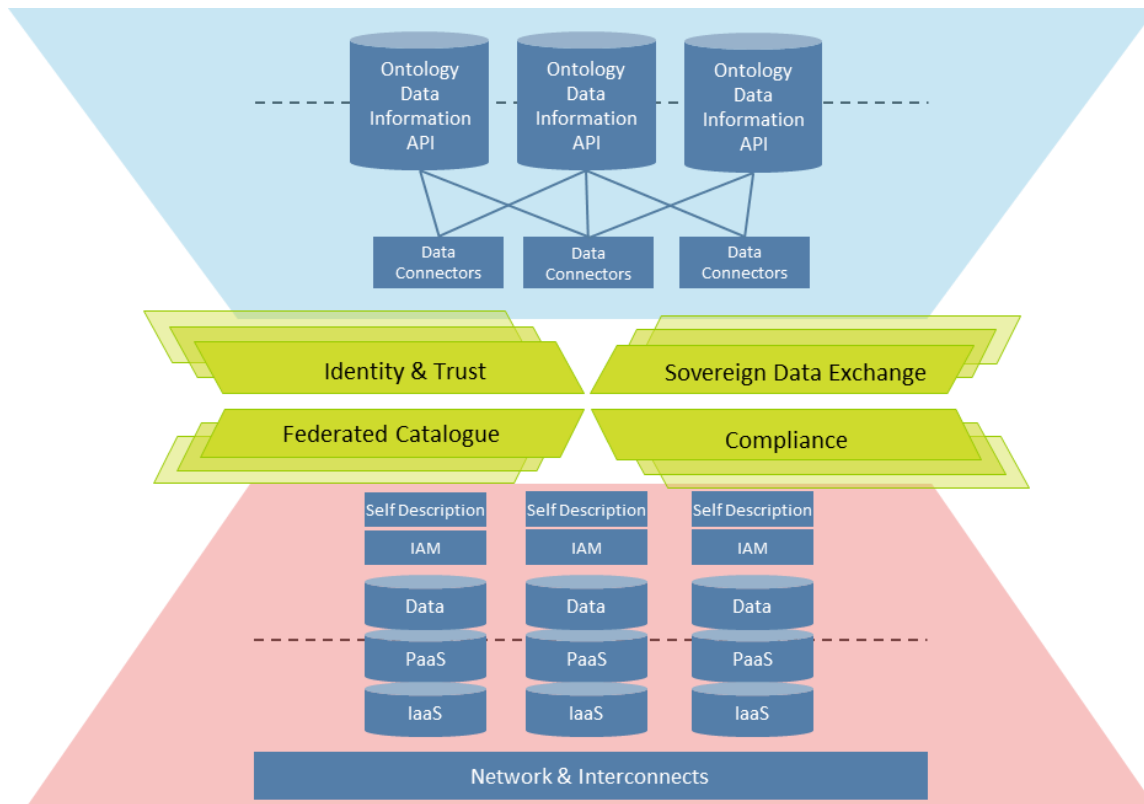 Ontology
Data
Information
API
Ontology
Data
Information
API
Ontology
Data
Information
API
Data
Connectors
Data
Connectors
Data
Connectors
Identity & Trust
Sovereign Data Exchange
Federated Catalogue
Compliance
Self Description
Self Description
Self Description
IAM
IAM
IAM
Data
Data
Data
PaaS
PaaS
PaaS
IaaS
IaaS
IaaS
Network & Interconnects